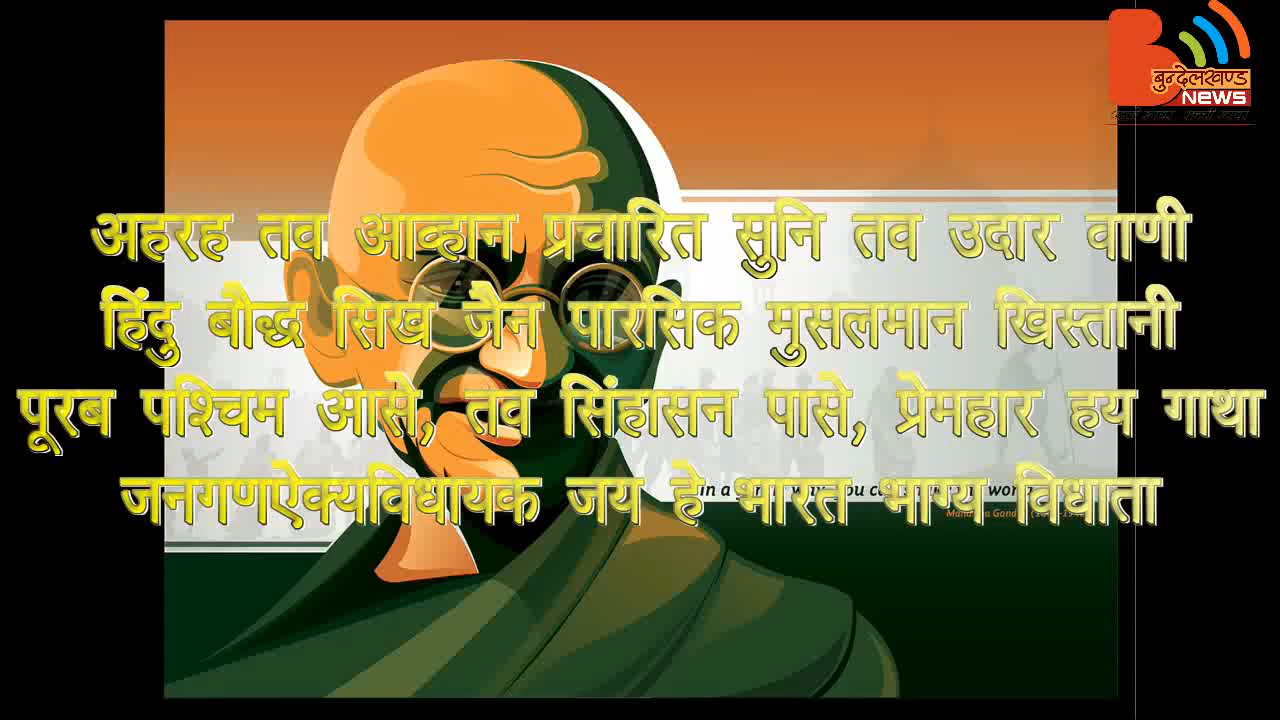 बुन्देलखण्ड
NEWS
अहरह तव आव्हान प्रचारित सुनि तव उदार वाणी
हिंदु बौद्ध सिख जैन पारसिक मुसलमान खिस्तानी
पूरब पश्चिम आसे, तव सिंहासन पासे, प्रेमहार हय गाथा
जनगणऐक्यविधायक जय हे भारत भाग्य विधाता
in a